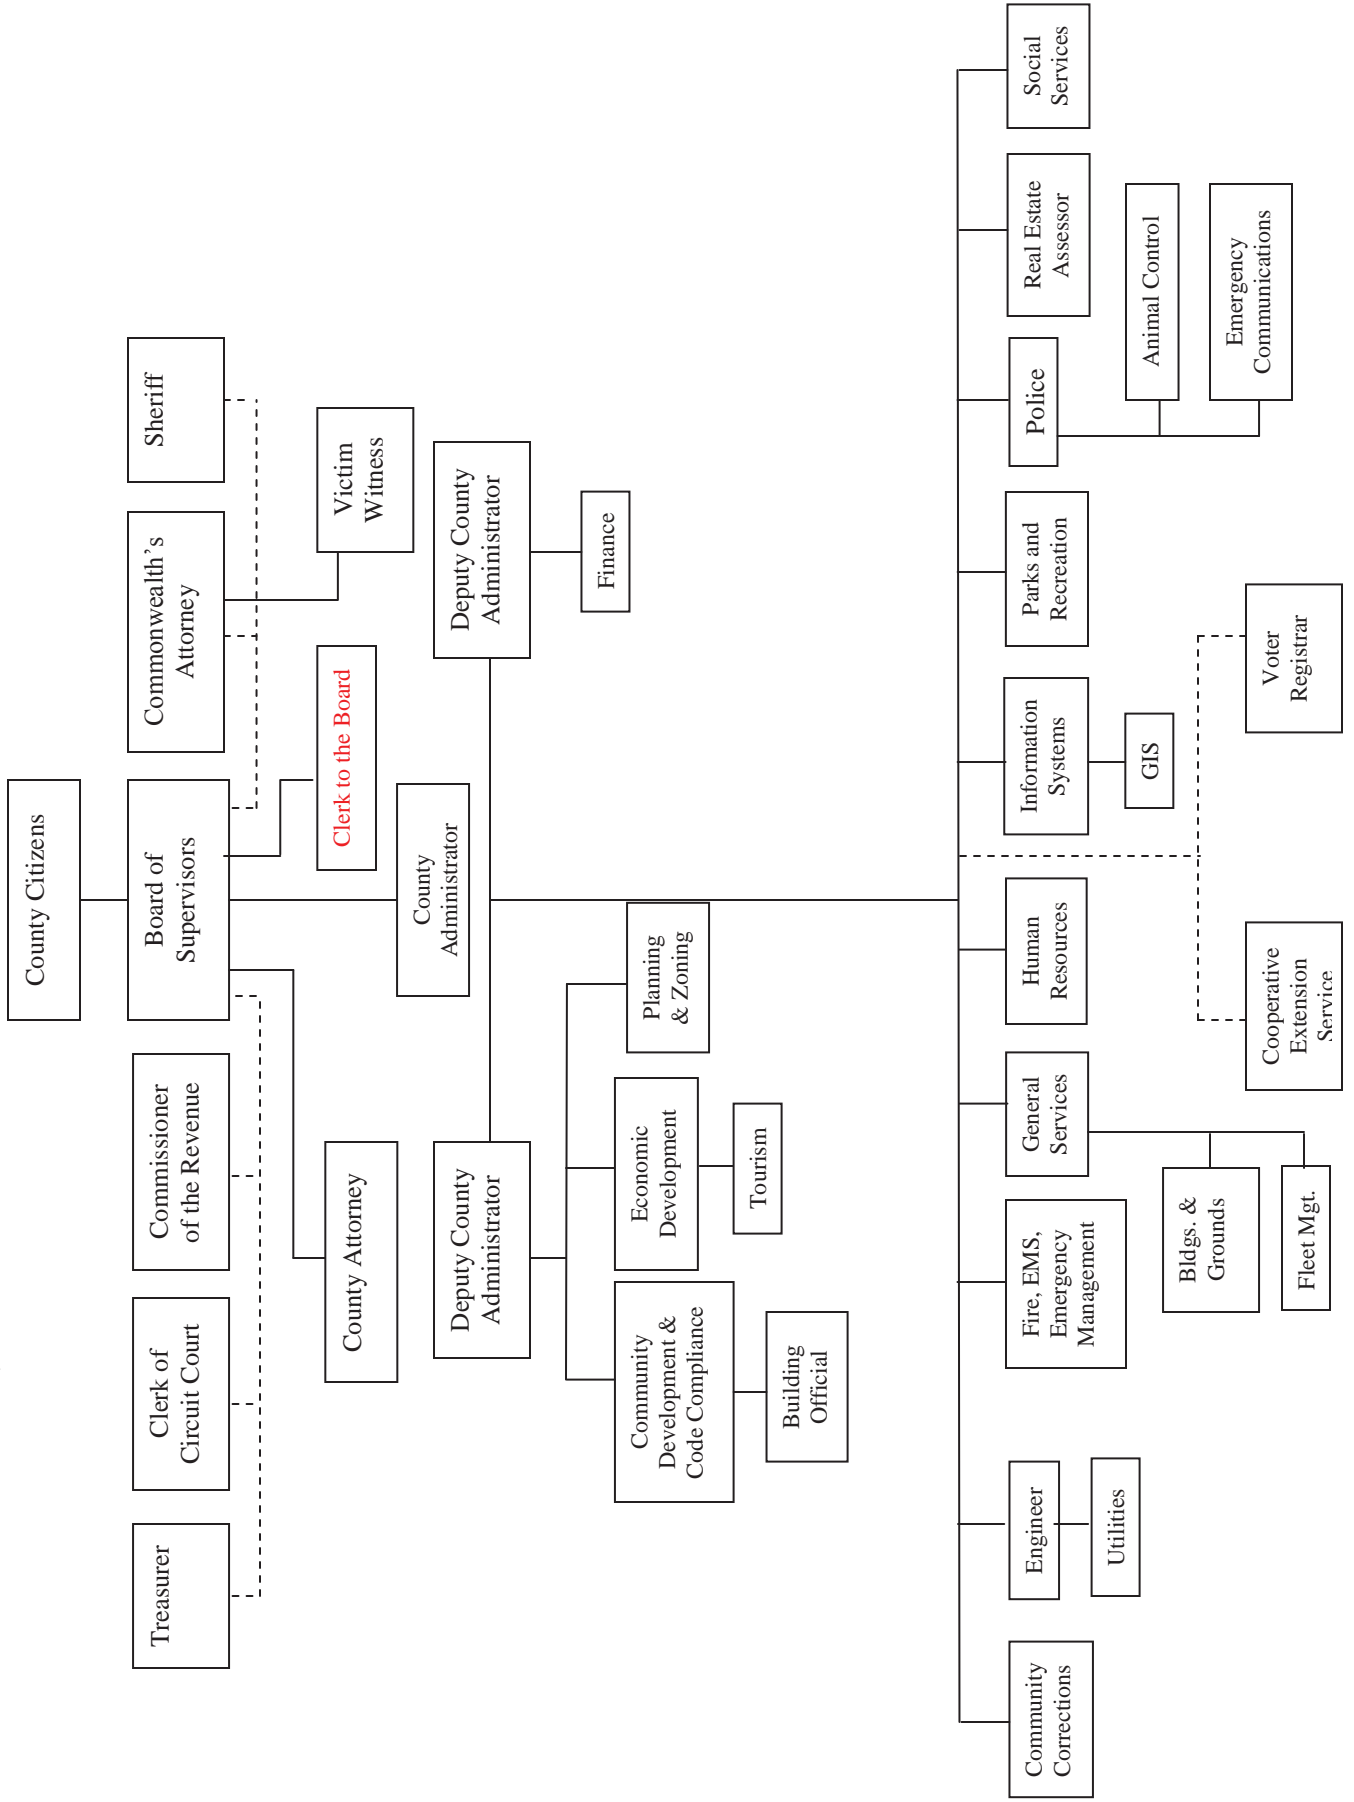 County Citizens
Treasurer
Clerk of
Circuit Court
Commissioner
of the Revenue
Board of
Supervisors
Commonwealth's
Attorney
Sheriff
County Attorney
Clerk to the Board
Victim
Witness
County
Administrator
Deputy County
Administrator
Deputy County
Administrator
Finance
Community
Development &
Code Compliance
Economic
Development
Planning
& Zoning
Building
Official
Tourism
Community
Corrections
Engineer
Fire, EMS,
Emergency
Management
General
Services
Human
Resources
Information
Systems
Parks and
Recreation
Police
Real Estate
Assessor
Social
Services
Utilities
Bldgs. &
Grounds
Fleet Mgt.
GIS
Animal Control
Emergency
Communications
Cooperative
Extension
Service
Voter
Registrar